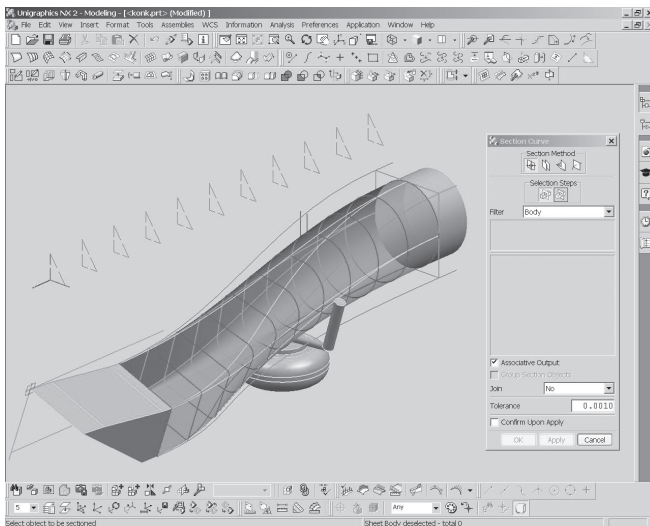 Unigraphics NX 2 - Modeling - [<konk.prt> (Modified) ]
File Edit View Insert Format Tools Assembles WCS Information Analysis Preferences Application Window Help
Section Curve
Section Method
Selection Steps
Filter Body
Associative Output
Group Section Objects
Join No
Tolerance 0.0010
Confirm Upon Apply
OK Apply Cancel
5 Any
Select object to be sectioned Sheet Body deselected - total 0